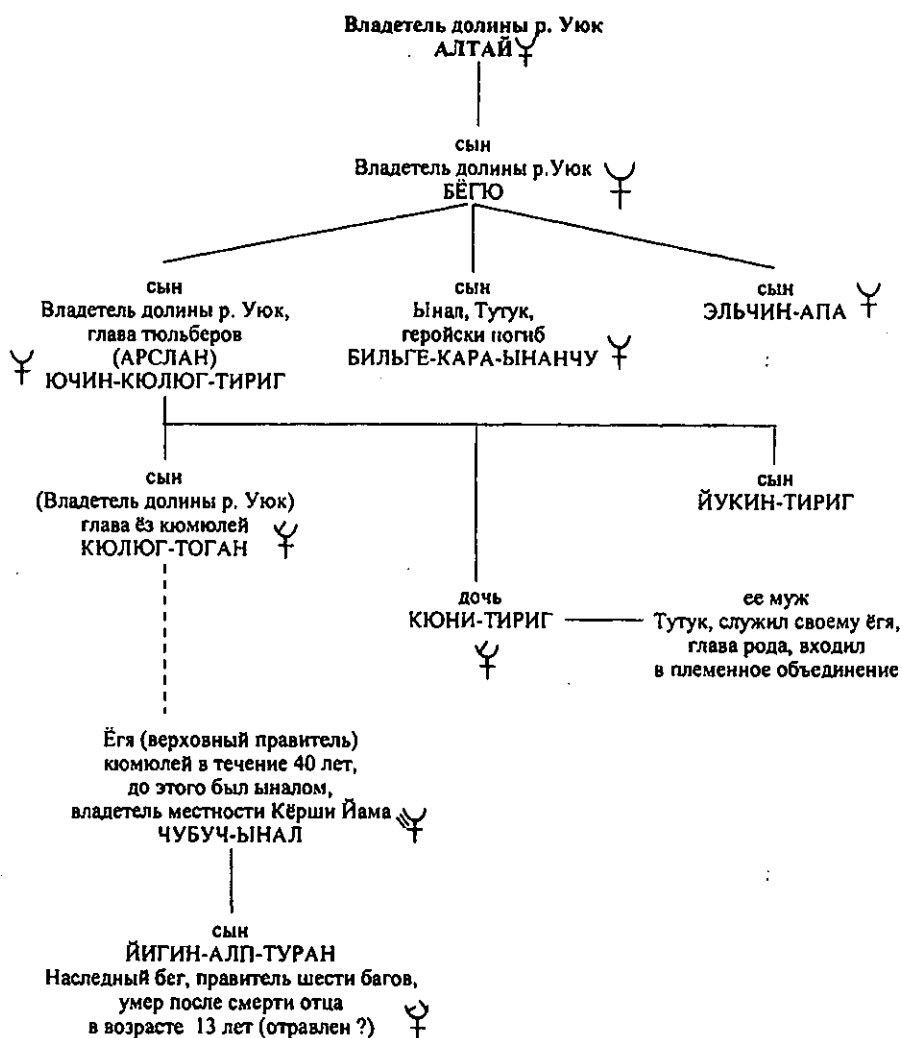 Владетель долины р. Уюк
АЛТАЙ
сын
Владетель долины р.Уюк
БЁГЮ
сын
Владетель долины р. Уюк,
глава тюльберов
(АРСЛАН)
ЮЧИН-КЮЛЮГ-ТИРИГ
сын
Ынал, Тутук,
геройски погиб
БИЛЬГЕ-КАРА-ЫНАНЧУ
сын
ЭЛЬЧИН-АПА
сын
(Владетель долины р. Уюк)
глава ёз кюмюлей
КЮЛЮГ-ТОГАН
сын
ЙУКИН-ТИРИГ
дочь
КЮНИ-ТИРИГ
ее муж
Тутук, служил своему ёгя,
глава рода, входил
в племенное объединение
Ёгя (верховный правитель)
кюмюлей в течение 40 лет,
до этого был ыналом,
владетель местности Кёрши Йама
ЧУБУЧ-ЫНАЛ
сын
ЙИГИН-АЛП-ТУРАН
Наследный бег, правитель шести багов,
умер после смерти отца
в возрасте 13 лет (отравлен ?)